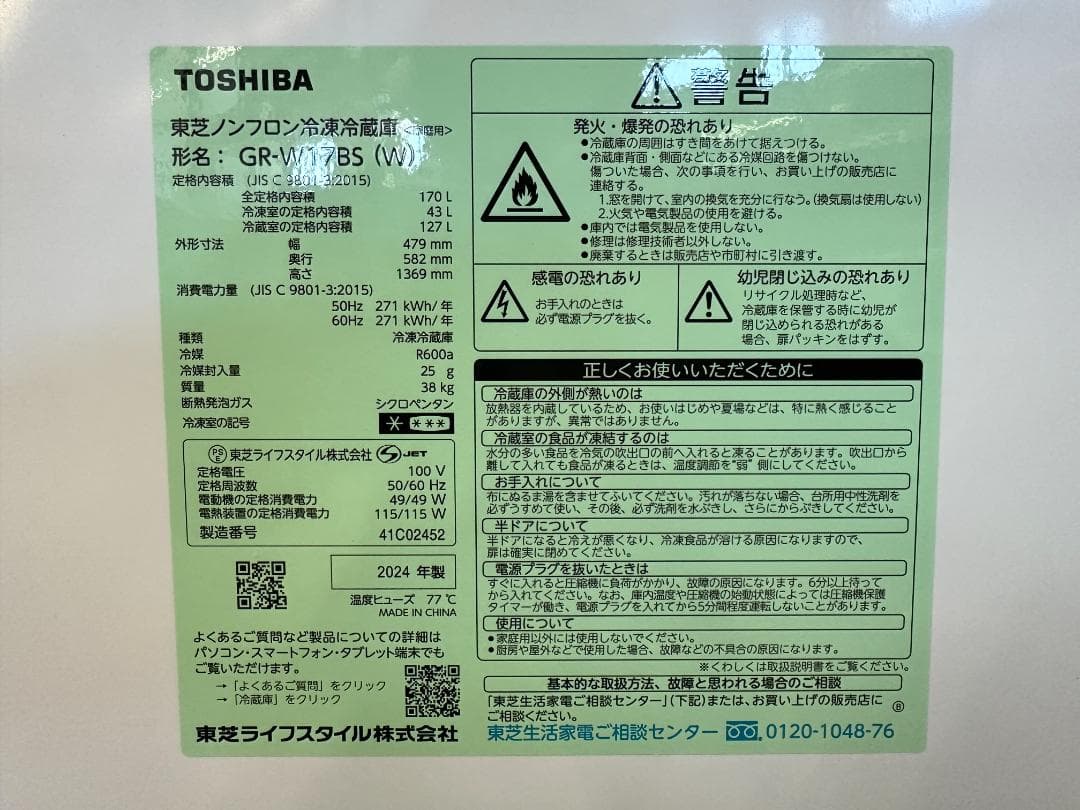 TOSHIBA
東芝ノンフロン冷凍冷蔵庫 <家庭用>
形名： GR-W17BS (W)
定格内容積 (JIS C 9801-3:2015)
全定格内容積 170 L
冷凍室の定格内容積 43 L
冷蔵室の定格内容積 127 L
外形寸法 幅 479 mm
奥行 582 mm
高さ 1369 mm
消費電力量 (JIS C 9801-3:2015)
50Hz 271 kWh/年
60Hz 271 kWh/年
種類 冷凍冷蔵庫
冷媒 R600a
冷媒封入量 25 g
質量 38 kg
断熱発泡ガス シクロペンタン
冷凍室の記号
PSE 東芝ライフスタイル株式会社 JET
定格電圧 100 V
定格周波数 50/60 Hz
電動機の定格消費電力 49/49 W
電熱装置の定格消費電力 115/115 W
製造番号 41C02452
2024 年製
温度ヒューズ 77 ℃
MADE IN CHINA
よくあるご質問など製品についての詳細は
パソコン・スマートフォン・タブレット端末でも
ご覧いただけます。
→「よくあるご質問」をクリック
→「冷蔵庫」をクリック
東芝ライフスタイル株式会社
警告
発火・爆発の恐れあり
●冷蔵庫の周囲はすき間をあけて据えつける。
●冷蔵庫背面・側面などにある冷媒回路を傷つけない。
傷ついた場合、次の事項を行い、お買い上げの販売店に
連絡する。
1.窓を開けて、室内の換気を充分に行なう。(換気扇は使用しない)
2.火気や電気製品の使用を避ける。
●庫内では電気製品を使用しない。
●修理は修理技術者以外しない。
●廃棄するときは販売店や市町村に引き渡す。
感電の恐れあり
お手入れのときは
必ず電源プラグを抜く。
幼児閉じ込みの恐れあり
リサイクル処理時など、
冷蔵庫を保管する時に幼児が
閉じ込められる恐れがある
場合、扉パッキンをはずす。
正しくお使いいただくために
冷蔵庫の外側が熱いのは
放熱器を内蔵しているため、お使いはじめや夏場などは、特に熱く感じること
がありますが、異常ではありません。
冷蔵室の食品が凍結するのは
水分の多い食品を冷気の吹出口の前へ入れると凍ることがあります。吹出口から
離して入れても食品が凍るときは、温度調節を“弱”側にしてください。
お手入れについて
布にぬるま湯を含ませてふいてください。汚れが落ちない場合、台所用中性洗剤を
必ずうすめて使い、その後、必ず洗剤を水ぶきし、さらにからぶきしてください。
半ドアについて
半ドアになると冷えが悪くなり、冷凍食品が溶ける原因になりますので、
扉は確実に閉めてください。
電源プラグを抜いたときは
すぐに入れると圧縮機に負荷がかかり、故障の原因になります。6分以上待って
から入れてください。なお、庫内温度や圧縮機の始動状態によっては圧縮機保護
タイマーが働き、電源プラグを入れてから5分間程度運転しないことがあります。
使用について
●家庭用以外には使用しないでください。
●厨房や屋外などで使用した場合、故障などの不具合の原因になります。
※くわしくは取扱説明書をご覧ください。
基本的な取扱方法、故障と思われる場合のご相談
「東芝生活家電ご相談センター」(下記)または、お買い上げの販売店に
ご相談ください。
Ⓑ
東芝生活家電ご相談センター 0120-1048-76